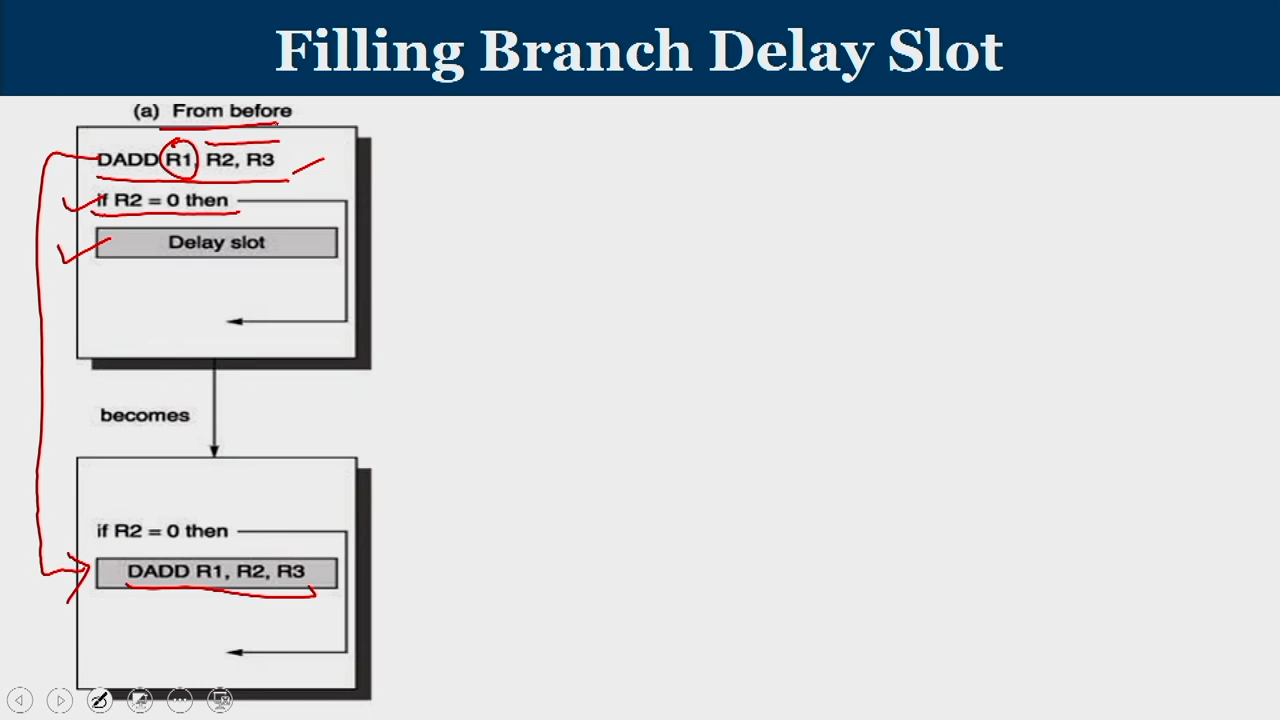 Filling Branch Delay Slot
(a) From before
DADD R1, R2, R3
if R2 = 0 then
Delay slot
becomes
if R2 = 0 then
DADD R1, R2, R3